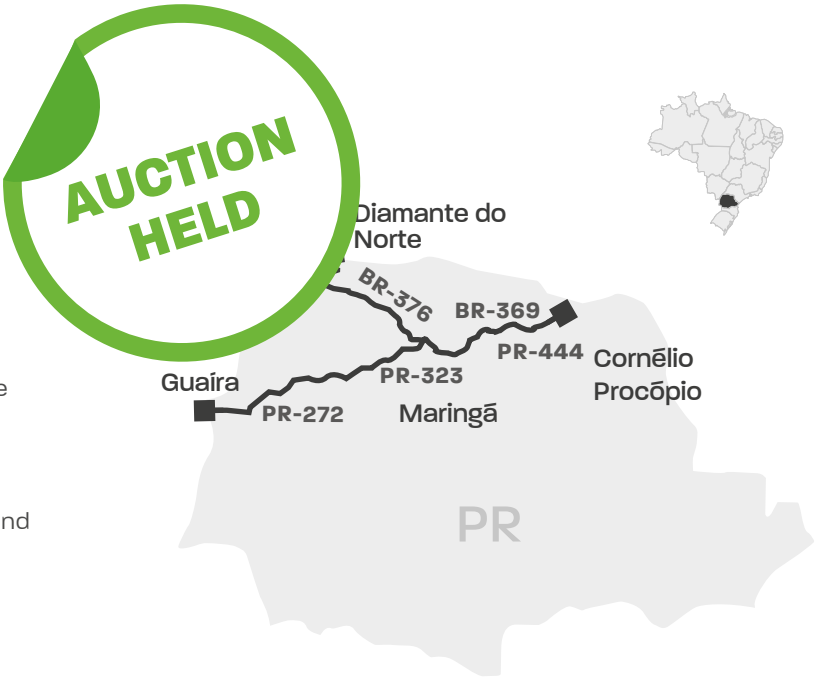 AUCTION
HELD
Diamante do
Norte
BR-376
BR-369
PR-444
Cornélio
Procópio
PR-323
Guaíra
PR-272
Maringá
e
nd
PR